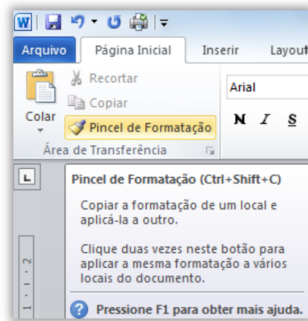 W
Arquivo Página Inicial Inserir Layout
Recortar
Copiar
Colar
Pincel de Formatação
Área de Transferência
Arial
N I S
L
Pincel de Formatação (Ctrl+Shift+C)
Copiar a formatação de um local e
aplicá-la a outro.
Clique duas vezes neste botão para
aplicar a mesma formatação a vários
locais do documento.
Pressione F1 para obter mais ajuda.
2
1